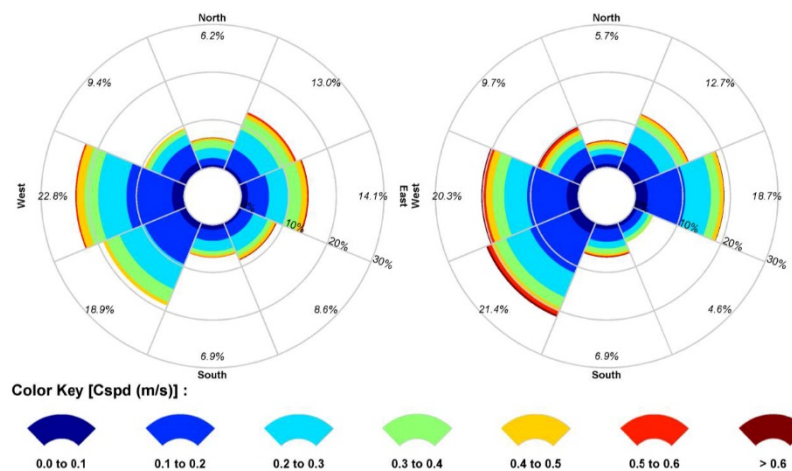 North
6.2%
9.4%
13.0%
West
22.8%
14.1%
East
10%
20%
30%
18.9%
8.6%
6.9%
South
North
5.7%
9.7%
12.7%
West
20.3%
18.7%
10%
20%
30%
21.4%
4.6%
6.9%
South
Color Key [Cspd (m/s)] :
0.0 to 0.1
0.1 to 0.2
0.2 to 0.3
0.3 to 0.4
0.4 to 0.5
0.5 to 0.6
> 0.6